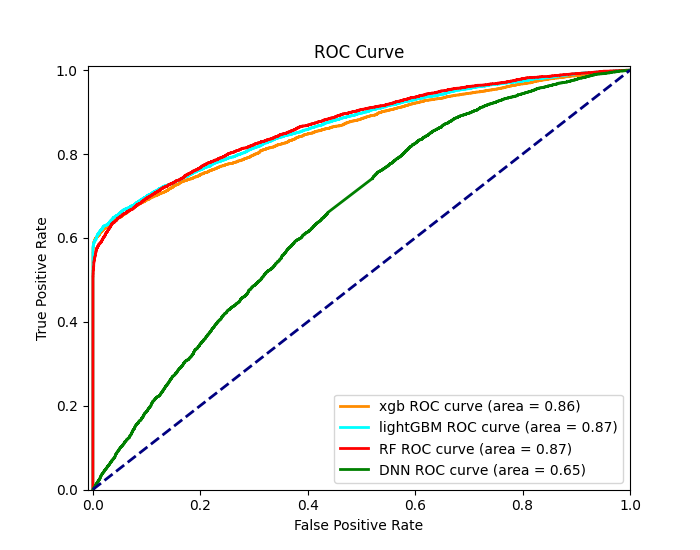 ROC Curve
1.0
0.8
0.6
0.4
0.2
0.0
True Positive Rate
xgb ROC curve (area = 0.86)
lightGBM ROC curve (area = 0.87)
RF ROC curve (area = 0.87)
DNN ROC curve (area = 0.65)
0.0 0.2 0.4 0.6 0.8 1.0
False Positive Rate